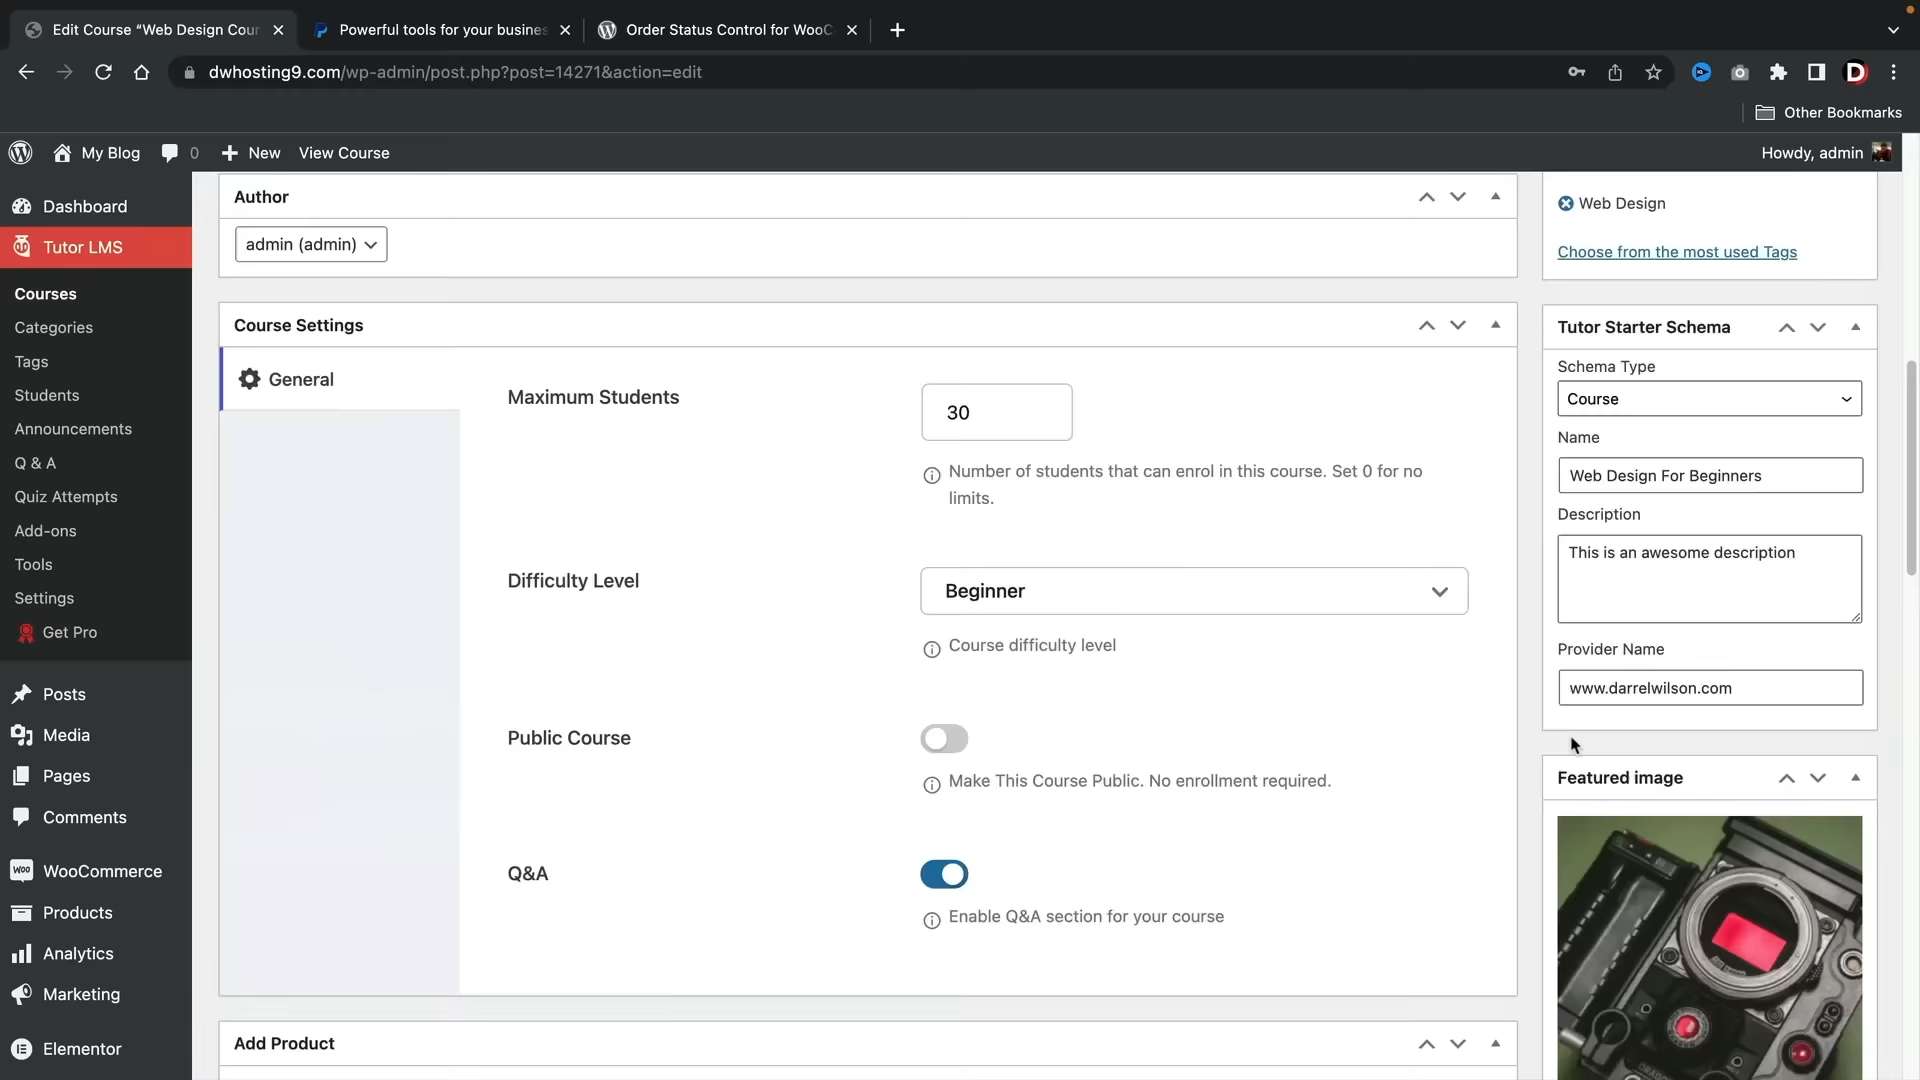 Edit Course “Web Design Cour
Powerful tools for your busines
Order Status Control for WooC
dwhosting9.com/wp-admin/post.php?post=14271&action=edit
Other Bookmarks
My Blog
0
New
View Course
Howdy, admin
Dashboard
Tutor LMS
Courses
Categories
Tags
Students
Announcements
Q & A
Quiz Attempts
Add-ons
Tools
Settings
Get Pro
Posts
Media
Pages
Comments
WooCommerce
Products
Analytics
Marketing
Elementor
Author
admin (admin)
Course Settings
General
Maximum Students
30
Number of students that can enrol in this course. Set 0 for no
limits.
Difficulty Level
Beginner
Course difficulty level
Public Course
Make This Course Public. No enrollment required.
Q&A
Enable Q&A section for your course
Add Product
Web Design
Choose from the most used Tags
Tutor Starter Schema
Schema Type
Course
Name
Web Design For Beginners
Description
This is an awesome description
Provider Name
www.darrelwilson.com
Featured image